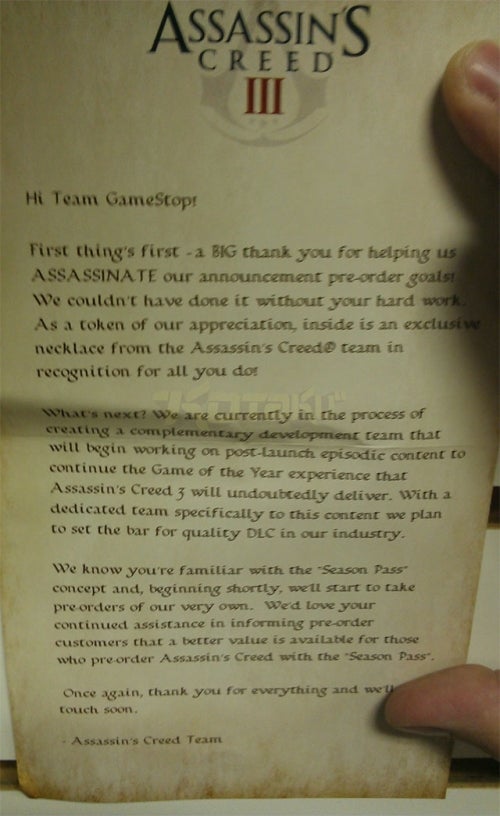 ASSASSIN'S
CREED
III
Hi Team GameStop!
First thing's first - a BIG thank you for helping us
ASSASSINATE our announcement pre-order goals!
We couldn't have done it without your hard work.
As a token of our appreciation, inside is an exclusive
necklace from the Assassin's Creed® team in
recognition for all you do!
KOTAKU
What's next? We are currently in the process of
creating a complementary development team that
will begin working on post-launch episodic content to
continue the Game of the Year experience that
Assassin's Creed 3 will undoubtedly deliver. With a
dedicated team specifically to this content we plan
to set the bar for quality DLC in our industry.
We know you're familiar with the "Season Pass"
concept and, beginning shortly, we'll start to take
pre-orders of our very own. We'd love your
continued assistance in informing pre-order
customers that a better value is available for those
who pre-order Assassin's Creed with the "Season Pass".
Once again, thank you for everything and we'll
touch soon.
- Assassin's Creed Team